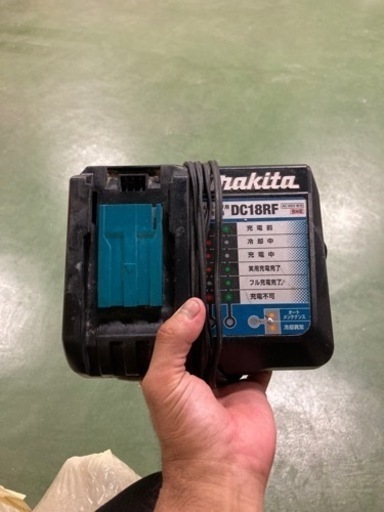 makita
DC18RF
充電前
冷却中
充電中
実用充電完了
フル充電完了
充電不可
オート
メンテナンス
冷却異常